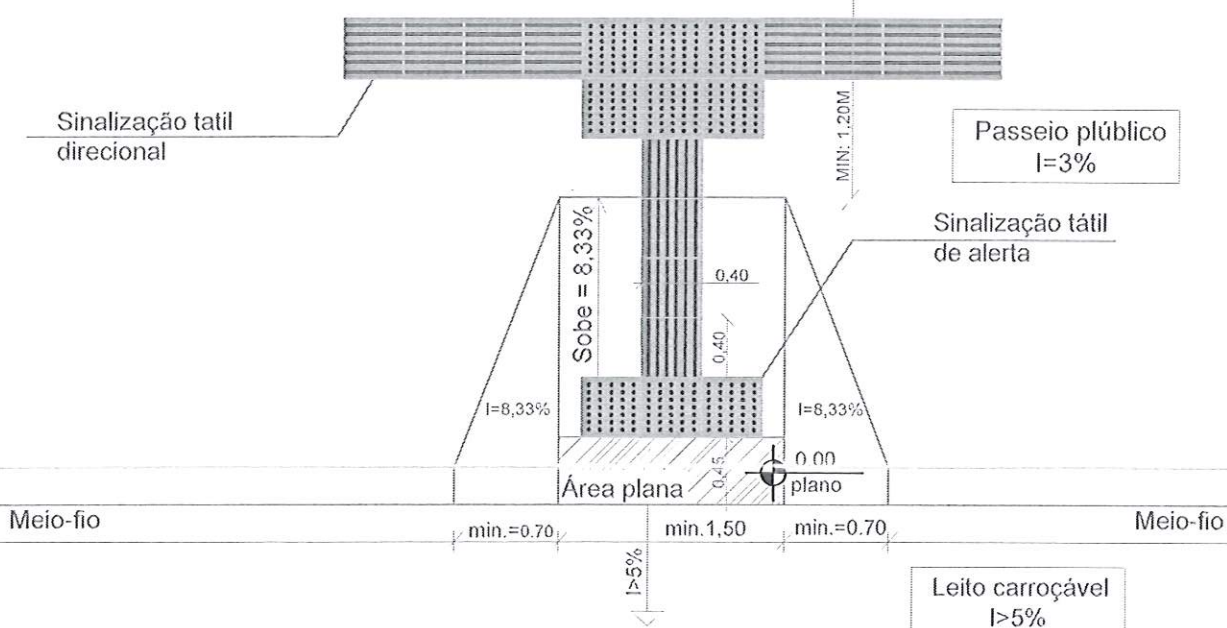 Sinalização tatil
direcional
MIN: 1.20M
Passeio plúblico
I=3%
Sinalização tátil
de alerta
Sobe = 8,33%
0,40
0,40
I=8,33%
I=8,33%
0,45
0.00
plano
Área plana
Meio-fio
min.=0.70
min.1,50
min.=0.70
Meio-fio
I>5%
Leito carroçável
I>5%